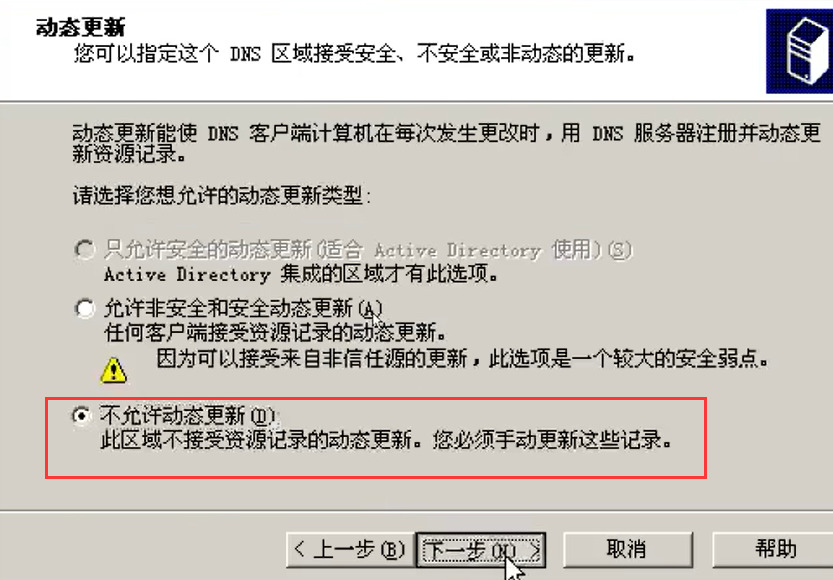 动态更新
您可以指定这个 DNS 区域接受安全、不安全或非动态的更新。
动态更新能使 DNS 客户端计算机在每次发生更改时，用 DNS 服务器注册并动态更
新资源记录。
请选择您想允许的动态更新类型:
只允许安全的动态更新(适合 Active Directory 使用)(S)
Active Directory 集成的区域才有此选项。
允许非安全和安全动态更新(A)
任何客户端接受资源记录的动态更新。
因为可以接受来自非信任源的更新，此选项是一个较大的安全弱点。
不允许动态更新(D)
此区域不接受资源记录的动态更新。您必须手动更新这些记录。
< 上一步(B) 下一步(N) > 取消 帮助